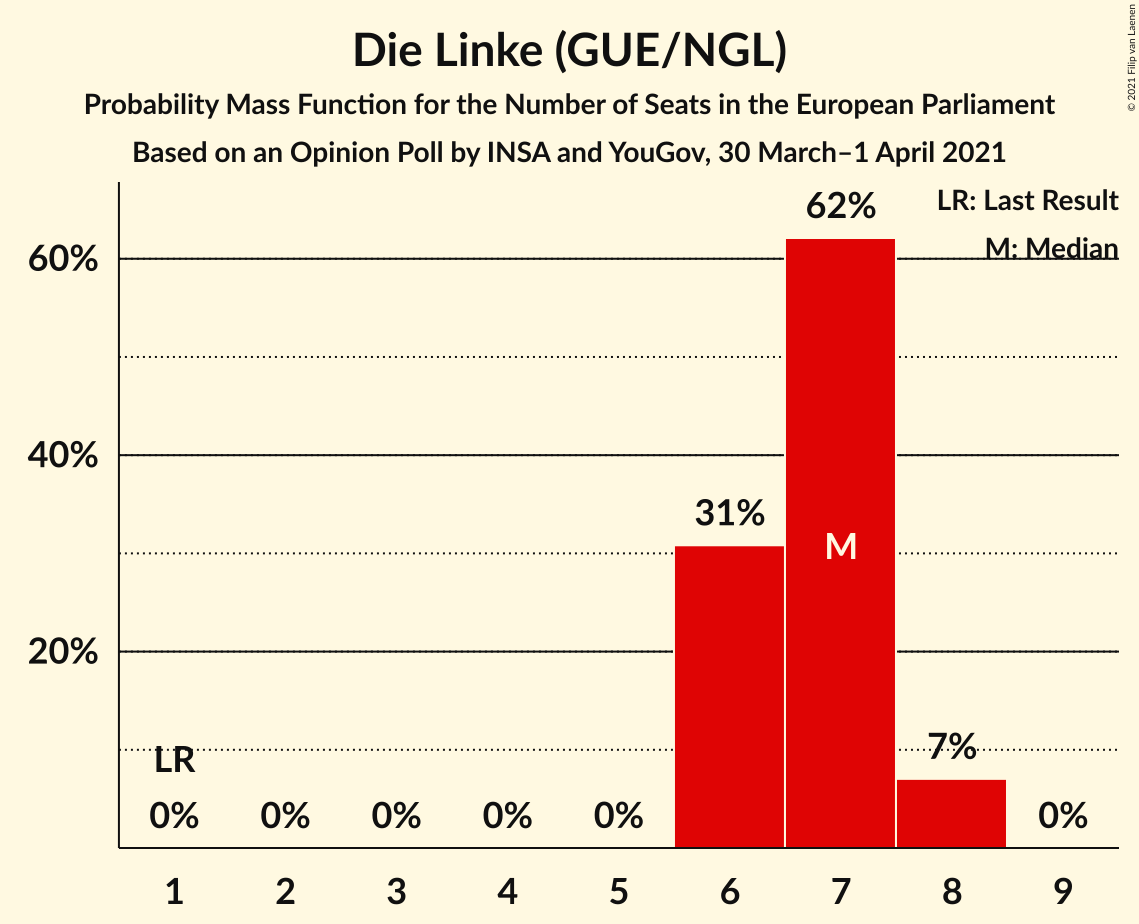 Die Linke (GUE/NGL)
Probability Mass Function for the Number of Seats in the European Parliament
Based on an Opinion Poll by INSA and YouGov, 30 March–1 April 2021
© 2021 Filip van Laenen
LR: Last Result
M: Median
60%
40%
20%
62%
31%
M
7%
LR
0%
0%
0%
0%
0%
0%
1 2 3 4 5 6 7 8 9